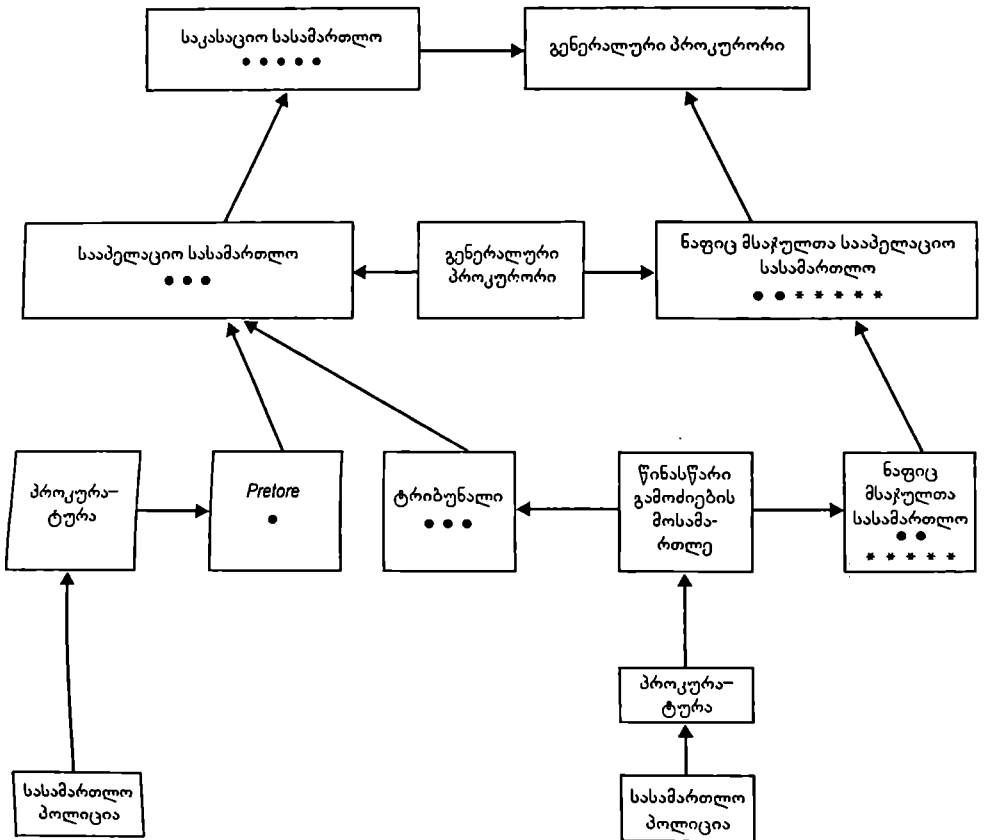 საკასაციო სასამართლო
● ● ● ● ●
გენერალური პროკურორი
სააპელაციო სასამართლო
● ● ●
გენერალური
პროკურორი
ნაფიც მსაჯულთა სააპელაციო
სასამართლო
● ● * * * * *
პროკურა–
ტურა
Pretore
●
ტრიბუნალი
● ● ●
წინასწარი
გამოძიების
მოსამა-
რთლე
ნაფიც
მსაჯულთა
სასამართლო
● ●
* * * * *
პროკურა–
ტურა
სასამართლო
პოლიცია
სასამართლო
პოლიცია